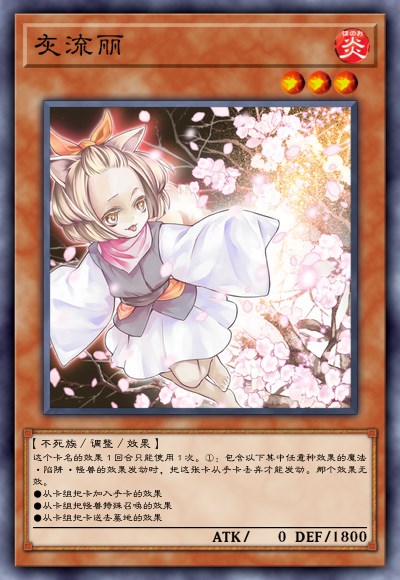 灰流丽
ほのお
炎
【不死族／调整／效果】
这个卡名的效果1回合只能使用1次。①：包含以下其中任意种效果的魔法
·陷阱·怪兽的效果发动时，把这张卡从手卡丢弃才能发动。那个效果无
效。
●从卡组把卡加入手卡的效果
●从卡组把怪兽特殊召唤的效果
●从卡组把卡送去墓地的效果
ATK/ 0 DEF/1800